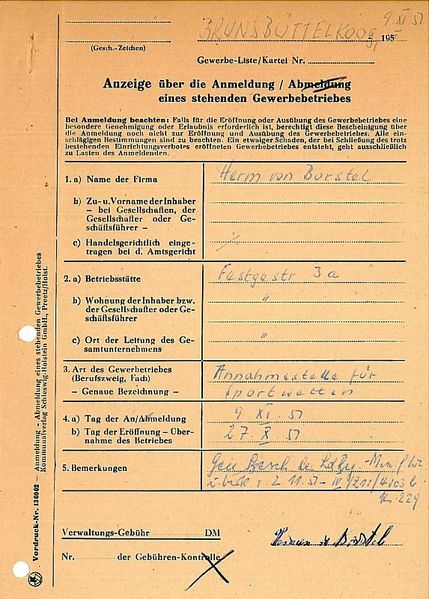 BRUNSBÜTTELKOOG, 9 XI 51
(Gesch.-Zeichen) 195
Gewerbe-Liste/Kartei Nr.
Anzeige über die Anmeldung / Abmeldung
eines stehenden Gewerbebetriebes
Bei Anmeldung beachten: Falls für die Eröffnung oder Ausübung des Gewerbebetriebes eine
besondere Genehmigung oder Erlaubnis erforderlich ist, berechtigt diese Bescheinigung über
die Anmeldung noch nicht zur Eröffnung und Ausübung des Gewerbebetriebes. Alle ein-
schlägigen Bestimmungen sind zu beachten. Ein etwaiger Schaden, der bei Schließung des trotz
bestehenden Einrichtungsverbotes eröffneten Gewerbebetriebes entsteht, geht ausschließlich
zu Lasten des Anmeldenden.
1. a) Name der Firma Herm von Borstel
b) Zu- u. Vorname der Inhaber
– bei Gesellschaften, der
Gesellschafter oder Ge-
schäftsführer –
c) Handelsgerichtlich einge-
tragen bei d. Amtsgericht
2. a) Betriebsstätte Festgestr 3a
b) Wohnung der Inhaber bzw. "
der Gesellschafter oder Ge-
schäftsführer
c) Ort der Leitung des Ge- "
samtunternehmens
3. Art des Gewerbebetriebes Annahmestelle für
(Berufszweig, Fach) Sportwetten
– Genaue Bezeichnung –
4. a) Tag der An/Abmeldung 9 XI. 51
b) Tag der Eröffnung – Über- 27. X 51
nahme des Betriebes
5. Bemerkungen
229
Verwaltungs-Gebühr DM
Nr. der Gebühren-Kontrolle
Vordruck-Nr. 136002 — Anmeldung - Abmeldung eines stehenden Gewerbebetriebes
Kommunalverlag Schleswig-Holstein GmbH., Preetz/Holst.